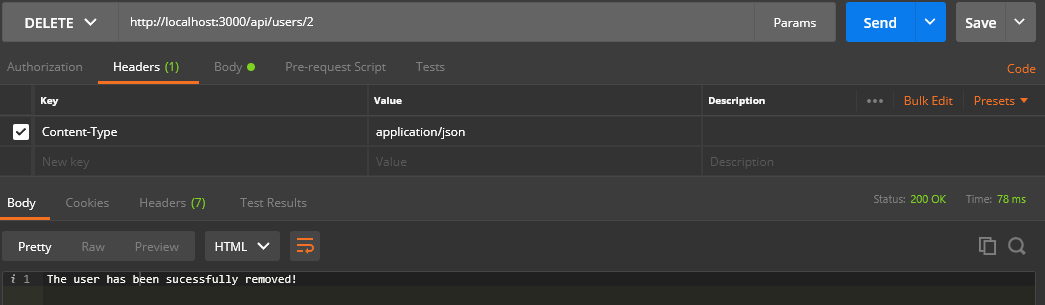 DELETE http://localhost:3000/api/users/2 Params Send Save
Authorization Headers (1) Body Pre-request Script Tests Code
Key Value Description ••• Bulk Edit Presets
Content-Type application/json
New key Value Description
Body Cookies Headers (7) Test Results Status: 200 OK Time: 78 ms
Pretty Raw Preview HTML
i 1 The user has been sucessfully removed!